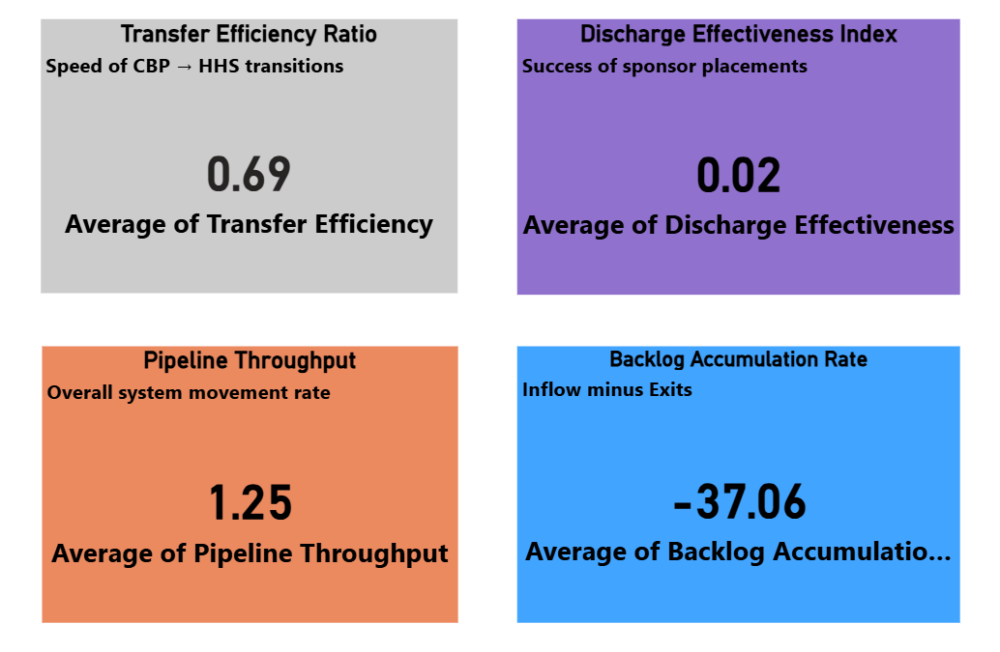 Transfer Efficiency Ratio
Speed of CBP → HHS transitions
0.69
Average of Transfer Efficiency
Discharge Effectiveness Index
Success of sponsor placements
0.02
Average of Discharge Effectiveness
Pipeline Throughput
Overall system movement rate
1.25
Average of Pipeline Throughput
Backlog Accumulation Rate
Inflow minus Exits
-37.06
Average of Backlog Accumulatio...